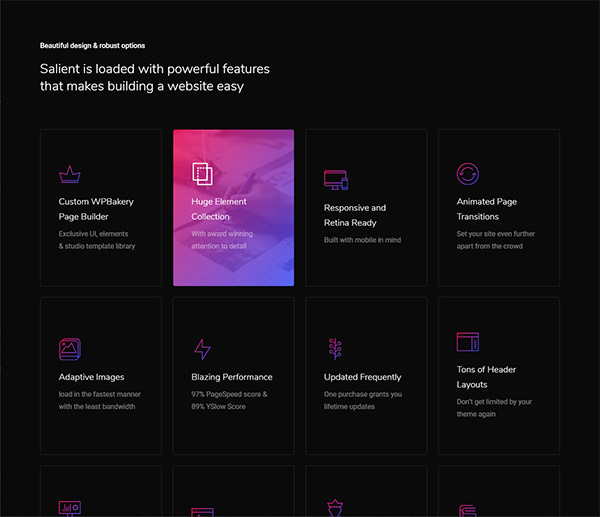 Beautiful design & robust options
Salient is loaded with powerful features
that makes building a website easy
Custom WPBakery
Page Builder
Exclusive UI, elements
& studio template library
Huge Element
Collection
With award winning
attention to detail
Responsive and
Retina Ready
Built with mobile in mind
Animated Page
Transitions
Set your site even further
apart from the crowd
Adaptive Images
load in the fastest manner
with the least bandwidth
Blazing Performance
97% PageSpeed score &
89% YSlow Score
Updated Frequently
One purchase grants you
lifetime updates
Tons of Header
Layouts
Don't get limited by your
theme again